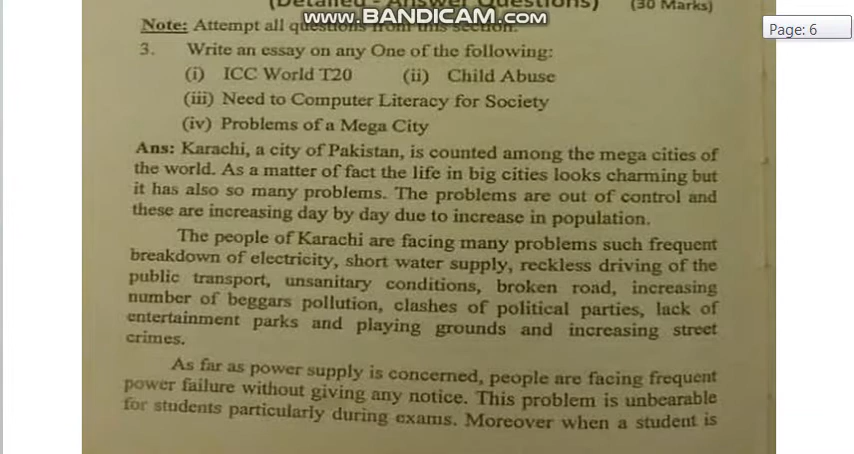 (Detailed - Answer Questions) (30 Marks)
www.BANDICAM.com
Page: 6
Note: Attempt all questions from this section.
3. Write an essay on any One of the following:
(i) ICC World T20 (ii) Child Abuse
(iii) Need to Computer Literacy for Society
(iv) Problems of a Mega City
Ans: Karachi, a city of Pakistan, is counted among the mega cities of
the world. As a matter of fact the life in big cities looks charming but
it has also so many problems. The problems are out of control and
these are increasing day by day due to increase in population.
The people of Karachi are facing many problems such frequent
breakdown of electricity, short water supply, reckless driving of the
public transport, unsanitary conditions, broken road, increasing
number of beggars pollution, clashes of political parties, lack of
entertainment parks and playing grounds and increasing street
crimes.
As far as power supply is concerned, people are facing frequent
power failure without giving any notice. This problem is unbearable
for students particularly during exams. Moreover when a student is